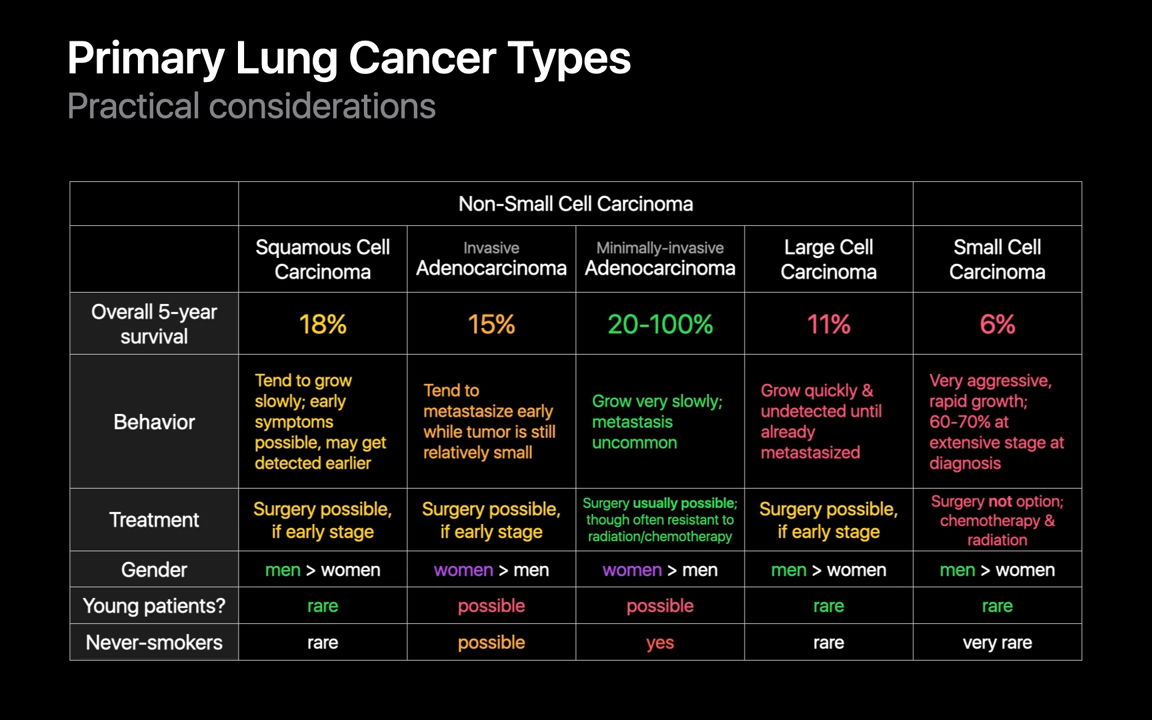 Primary Lung Cancer Types
Practical considerations
Non-Small Cell Carcinoma
Squamous Cell
Carcinoma
Invasive
Adenocarcinoma
Minimally-invasive
Adenocarcinoma
Large Cell
Carcinoma
Small Cell
Carcinoma
Overall 5-year
survival
18%
15%
20-100%
11%
6%
Behavior
Tend to grow
slowly; early
symptoms
possible, may get
detected earlier
Tend to
metastasize early
while tumor is still
relatively small
Grow very slowly;
metastasis
uncommon
Grow quickly &
undetected until
already
metastasized
Very aggressive,
rapid growth;
60-70% at
extensive stage at
diagnosis
Treatment
Surgery possible,
if early stage
Surgery possible,
if early stage
Surgery usually possible;
though often resistant to
radiation/chemotherapy
Surgery possible,
if early stage
Surgery not option;
chemotherapy &
radiation
Gender
men > women
women > men
women > men
men > women
men > women
Young patients?
rare
possible
possible
rare
rare
Never-smokers
rare
possible
yes
rare
very rare